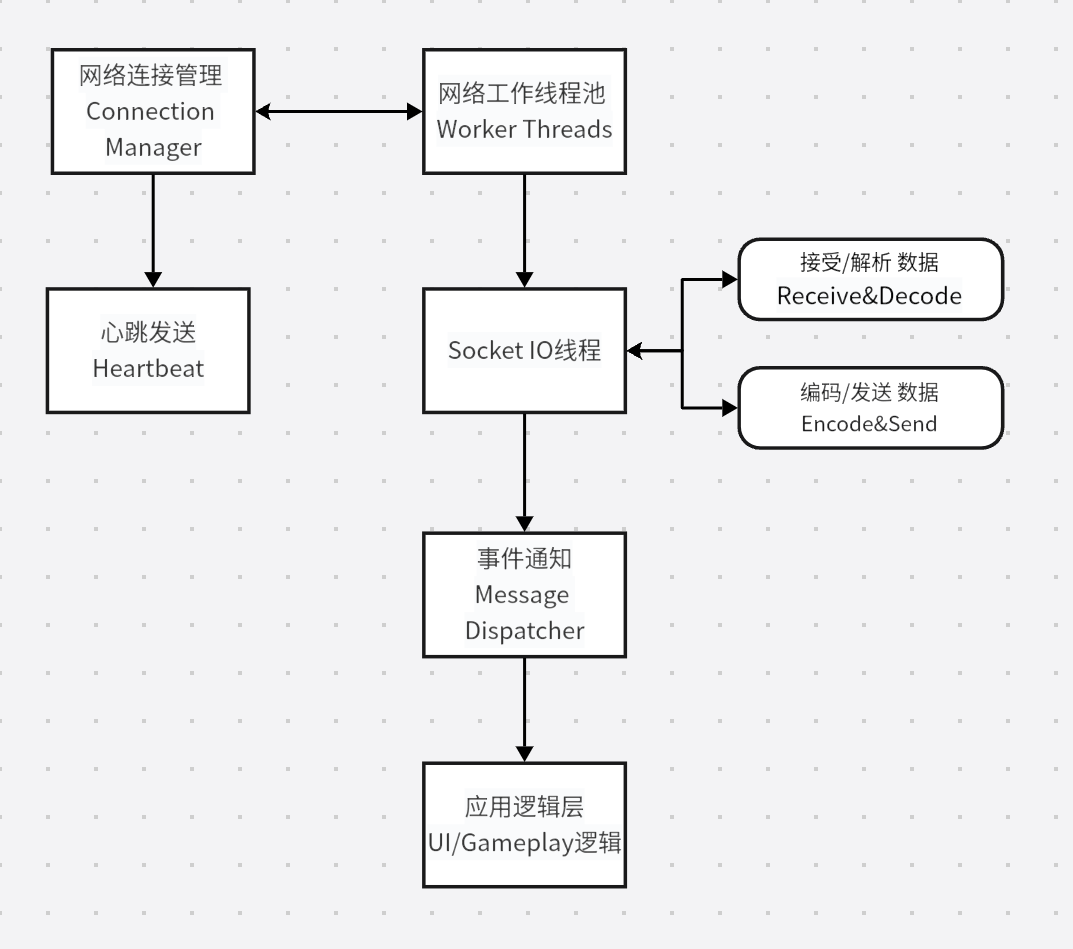 网络连接管理
Connection
Manager
网络工作线程池
Worker Threads
心跳发送
Heartbeat
Socket IO线程
接受/解析 数据
Receive&Decode
编码/发送 数据
Encode&Send
事件通知
Message
Dispatcher
应用逻辑层
UI/Gameplay逻辑